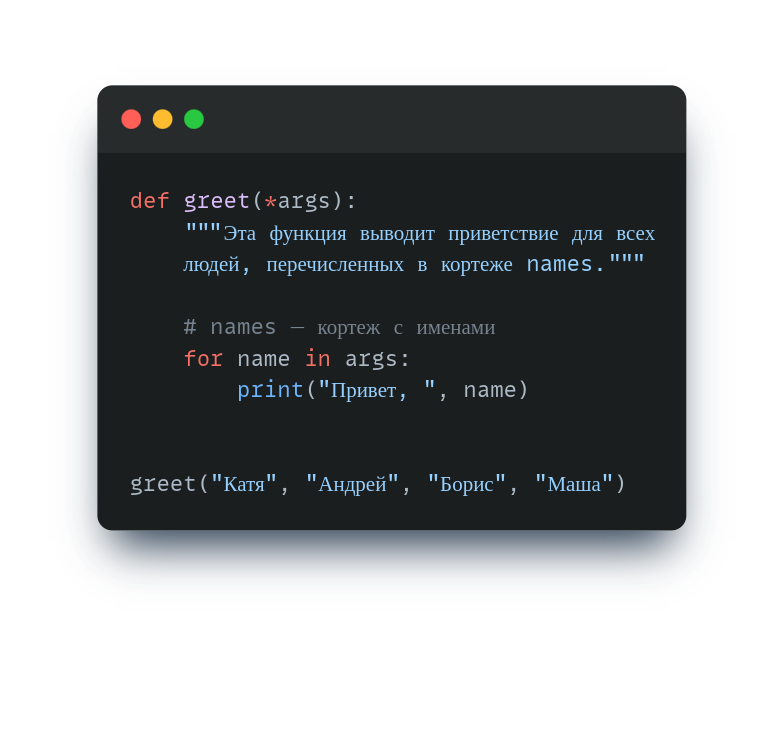 def greet(*args):
    """Эта функция выводит приветствие для всех
    людей, перечисленных в кортеже names."""
    # names — кортеж с именами
    for name in args:
        print("Привет, ", name)
greet("Катя", "Андрей", "Борис", "Маша")